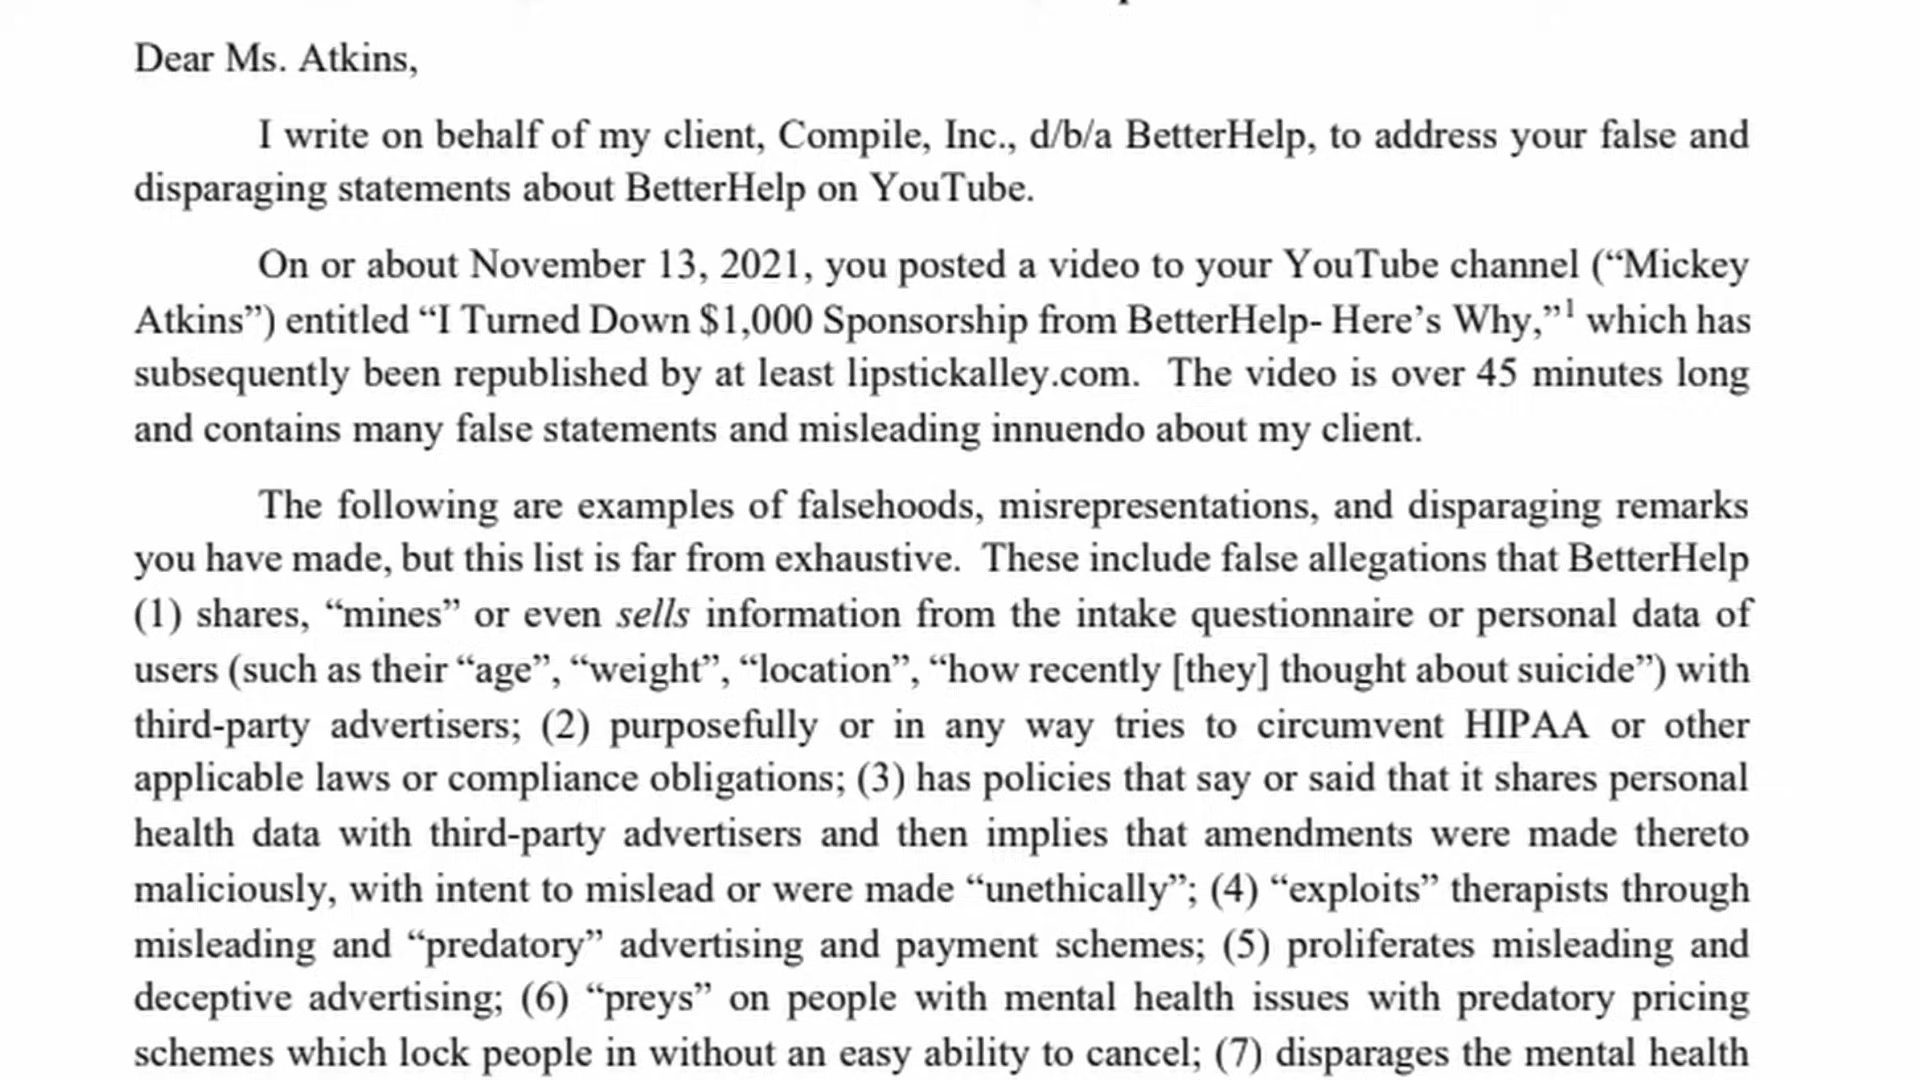 Dear Ms. Atkins,
I write on behalf of my client, Compile, Inc., d/b/a BetterHelp, to address your false and
disparaging statements about BetterHelp on YouTube.
On or about November 13, 2021, you posted a video to your YouTube channel (“Mickey
Atkins”) entitled “I Turned Down $1,000 Sponsorship from BetterHelp- Here’s Why,”¹ which has
subsequently been republished by at least lipstickalley.com. The video is over 45 minutes long
and contains many false statements and misleading innuendo about my client.
The following are examples of falsehoods, misrepresentations, and disparaging remarks
you have made, but this list is far from exhaustive. These include false allegations that BetterHelp
(1) shares, “mines” or even sells information from the intake questionnaire or personal data of
users (such as their “age”, “weight”, “location”, “how recently [they] thought about suicide”) with
third-party advertisers; (2) purposefully or in any way tries to circumvent HIPAA or other
applicable laws or compliance obligations; (3) has policies that say or said that it shares personal
health data with third-party advertisers and then implies that amendments were made thereto
maliciously, with intent to mislead or were made “unethically”; (4) “exploits” therapists through
misleading and “predatory” advertising and payment schemes; (5) proliferates misleading and
deceptive advertising; (6) “preys” on people with mental health issues with predatory pricing
schemes which lock people in without an easy ability to cancel; (7) disparages the mental health